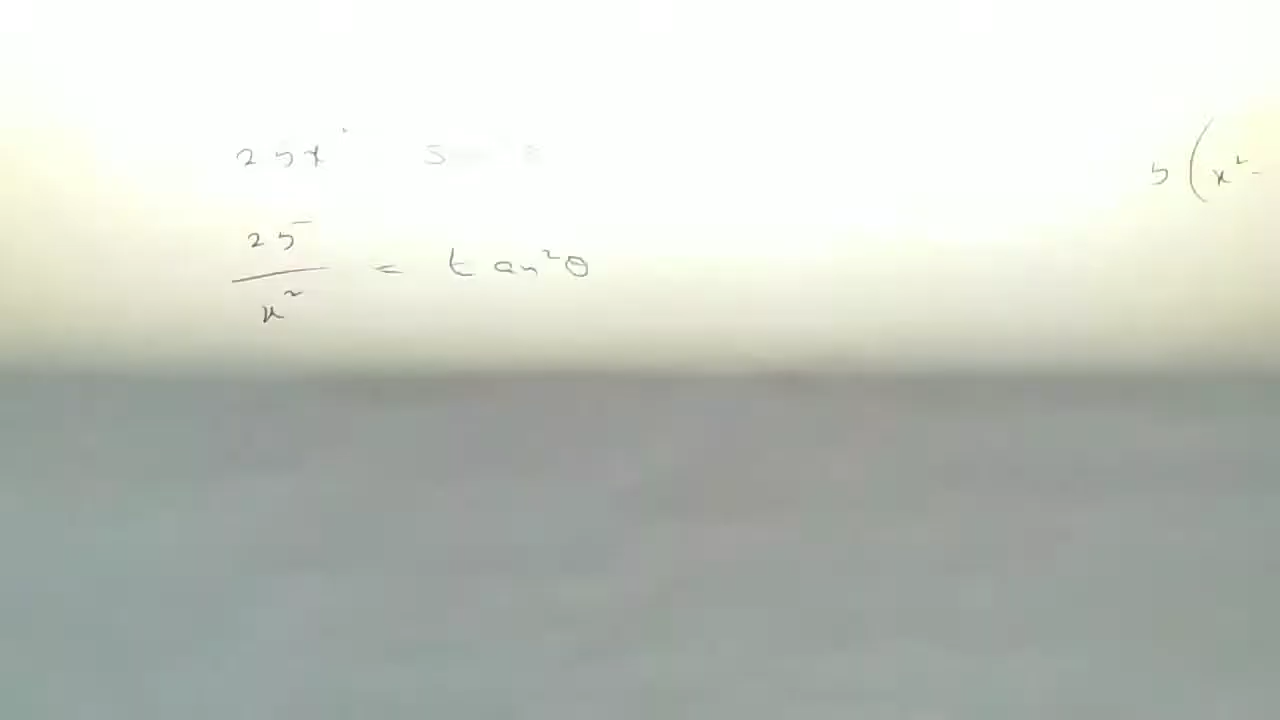 25x
25/x² = tan²θ
5(x²-